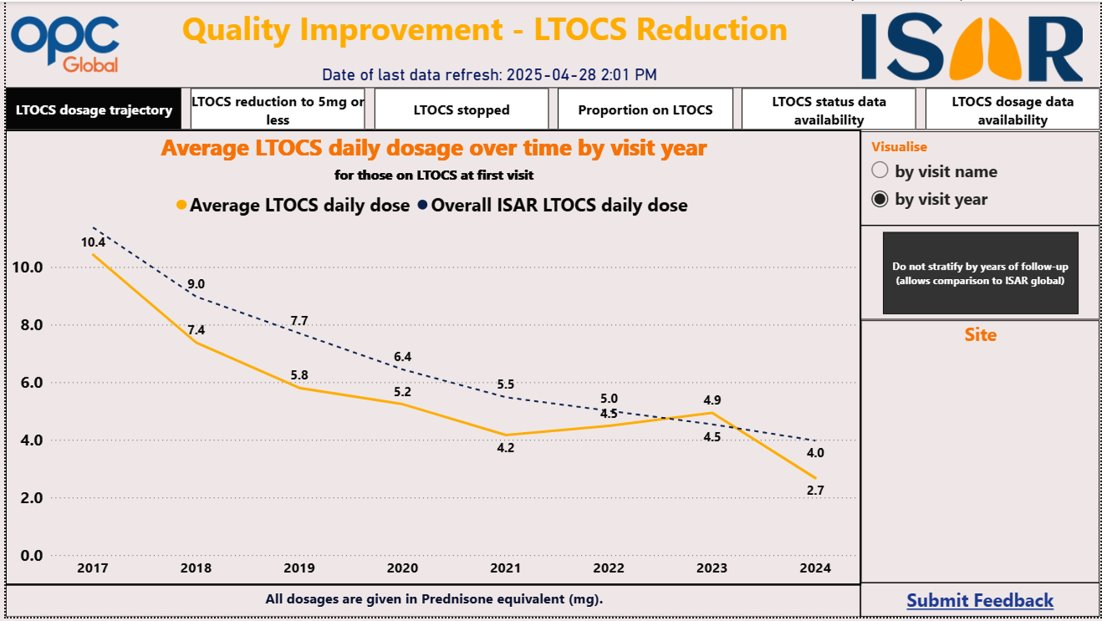 opc
Global
Quality Improvement - LTOCS Reduction
Date of last data refresh: 2025-04-28 2:01 PM
ISAR
LTOCS dosage trajectory
LTOCS reduction to 5mg or
less
LTOCS stopped
Proportion on LTOCS
LTOCS status data
availability
LTOCS dosage data
availability
Average LTOCS daily dosage over time by visit year
for those on LTOCS at first visit
Average LTOCS daily dose
Overall ISAR LTOCS daily dose
10.0
8.0
6.0
4.0
2.0
0.0
10.4
9.0
7.4
7.7
5.8
6.4
5.2
5.5
4.2
5.0
4.5
4.9
4.5
4.0
2.7
2017
2018
2019
2020
2021
2022
2023
2024
All dosages are given in Prednisone equivalent (mg).
Visualise
by visit name
by visit year
Do not stratify by years of follow-up
(allows comparison to ISAR global)
Site
Submit Feedback